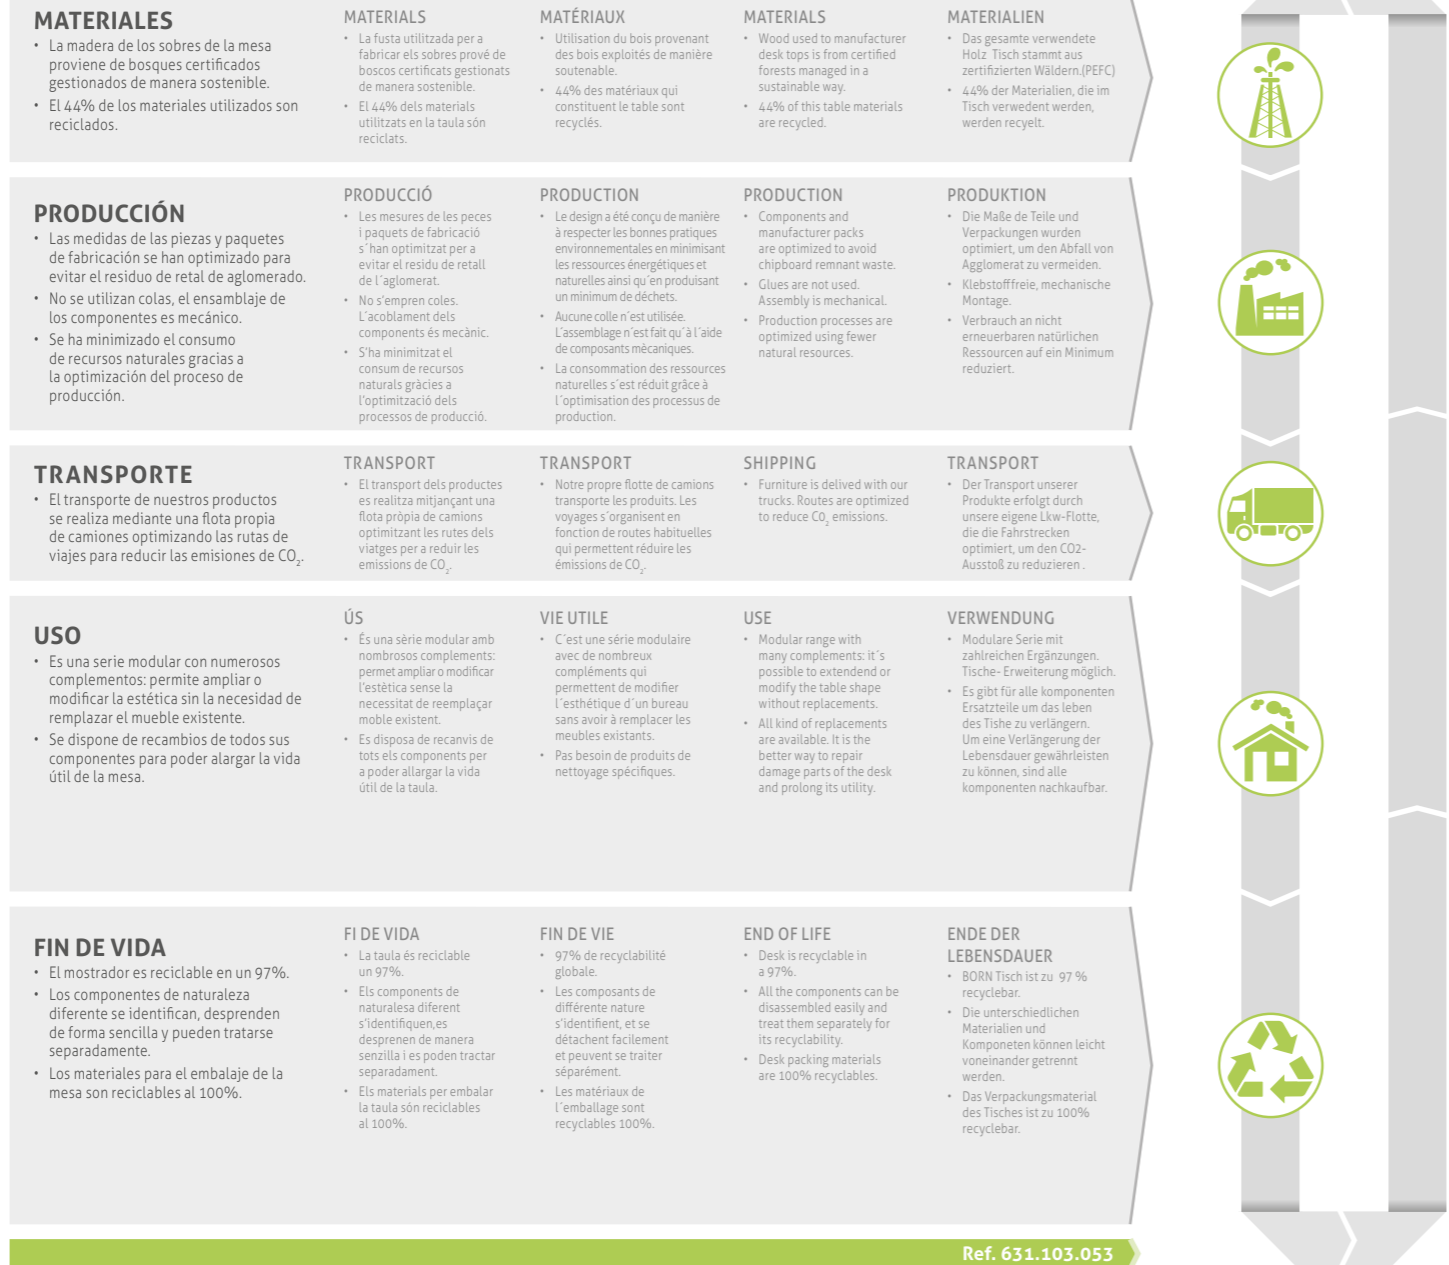 MATERIALES
• La madera de los sobres de la mesa
proviene de bosques certificados
gestionados de manera sostenible.
• El 44% de los materiales utilizados son
reciclados.
MATERIALS
• La fusta utilitzada per a
fabricar els sobres prové de
boscos certificats gestionats
de manera sostenible.
• El 44% dels materials
utilitzats en la taula són
reciclats.
MATÉRIAUX
• Utilisation du bois provenant
des bois exploités de manière
soutenable.
• 44% des matériaux qui
constituent le table sont
recyclés.
MATERIALS
• Wood used to manufacturer
desk tops is from certified
forests managed in a
sustainable way.
• 44% of this table materials
are recycled.
MATERIALIEN
• Das gesamte verwendete
Holz Tisch stammt aus
zertifizierten Wäldern.(PEFC)
• 44% der Materialien, die im
Tisch verwedent werden,
werden recyelt.
PRODUCCIÓN
• Las medidas de las piezas y paquetes
de fabricación se han optimizado para
evitar el residuo de retal de aglomerado.
• No se utilizan colas, el ensamblaje de
los componentes es mecánico.
• Se ha minimizado el consumo
de recursos naturales gracias a
la optimización del proceso de
producción.
PRODUCCIÓ
• Les mesures de les peces
i paquets de fabricació
s´han optimitzat per a
evitar el residu de retall
de l´aglomerat.
• No s'empren coles.
L´acoblament dels
components és mecànic.
• S'ha minimitzat el
consum de recursos
naturals gràcies a
l'optimització dels
processos de producció.
PRODUCTION
• Le design a été conçu de manière
à respecter les bonnes pratiques
environnementales en minimisant
les ressources énergétiques et
naturelles ainsi qu´en produisant
un minimum de déchets.
• Aucune colle n´est utilisée.
L'assemblage n´est fait qu´à l´aide
de composants mècaniques.
• La consommation des ressources
naturelles s´est réduit grâce à
l´optimisation des processus de
production.
PRODUCTION
• Components and
manufacturer packs
are optimized to avoid
chipboard remnant waste.
• Glues are not used.
Assembly is mechanical.
• Production processes are
optimized using fewer
natural resources.
PRODUKTION
• Die Maße de Teile und
Verpackungen wurden
optimiert, um den Abfall von
Agglomerat zu vermeiden.
• Klebstofffreie, mechanische
Montage.
• Verbrauch an nicht
erneuerbaren natürlichen
Ressourcen auf ein Minimum
reduziert.
TRANSPORTE
• El transporte de nuestros productos
se realiza mediante una flota propia
de camiones optimizando las rutas de
viajes para reducir las emisiones de CO₂.
TRANSPORT
• El transport dels productes
es realitza mitjançant una
flota pròpia de camions
optimitzant les rutes dels
viatges per a reduir les
emissions de CO₂.
TRANSPORT
• Notre propre flotte de camions
transporte les produits. Les
voyages s´organisent en
fonction de routes habituelles
qui permettent réduire les
émissions de CO₂.
SHIPPING
• Furniture is delived with our
trucks. Routes are optimized
to reduce CO₂ emissions.
TRANSPORT
• Der Transport unserer
Produkte erfolgt durch
unsere eigene Lkw-Flotte,
die die Fahrstrecken
optimiert, um den CO2-
Ausstoß zu reduzieren .
USO
• Es una serie modular con numerosos
complementos: permite ampliar o
modificar la estética sin la necesidad de
remplazar el mueble existente.
• Se dispone de recambios de todos sus
componentes para poder alargar la vida
útil de la mesa.
ÚS
• És una sèrie modular amb
nombrosos complements:
permet ampliar o modificar
l'estètica sense la
necessitat de reemplaçar
moble existent.
• Es disposa de recanvis de
tots els components per
a poder allargar la vida
útil de la taula.
VIE UTILE
• C´est une série modulaire
avec de nombreux
compléments qui
permettent de modifier
l´esthétique d´un bureau
sans avoir à remplacer les
meubles existants.
• Pas besoin de produits de
nettoyage spécifiques.
USE
• Modular range with
many complements: it´s
possible to extendend or
modify the table shape
without replacements.
• All kind of replacements
are available. It is the
better way to repair
damage parts of the desk
and prolong its utility.
VERWENDUNG
• Modulare Serie mit
zahlreichen Ergänzungen.
Tische- Erweiterung möglich.
• Es gibt für alle komponenten
Ersatzteile um das leben
des Tishe zu verlängern.
Um eine Verlängerung der
Lebensdauer gewährleisten
zu können, sind alle
komponenten nachkaufbar.
FIN DE VIDA
• El mostrador es reciclable en un 97%.
• Los componentes de naturaleza
diferente se identifican, desprenden
de forma sencilla y pueden tratarse
separadamente.
• Los materiales para el embalaje de la
mesa son reciclables al 100%.
FI DE VIDA
• La taula és reciclable
un 97%.
• Els components de
naturalesa diferent
s'identifiquen,es
desprenen de manera
senzilla i es poden tractar
separadament.
• Els materials per embalar
la taula són reciclables
al 100%.
FIN DE VIE
• 97% de recyclabilité
globale.
• Les composants de
différente nature
s'identifient, et se
détachent facilement
et peuvent se traiter
séparément.
• Les matériaux de
l´emballage sont
recyclables 100%.
END OF LIFE
• Desk is recyclable in
a 97%.
• All the components can be
disassembled easily and
treat them separately for
its recyclability.
• Desk packing materials
are 100% recyclables.
ENDE DER
LEBENSDAUER
• BORN Tisch ist zu 97 %
recyclebar.
• Die unterschiedlichen
Materialien und
Komponeten können leicht
voneinander getrennt
werden.
• Das Verpackungsmaterial
des Tisches ist zu 100%
recyclebar.
Ref. 631.103.053